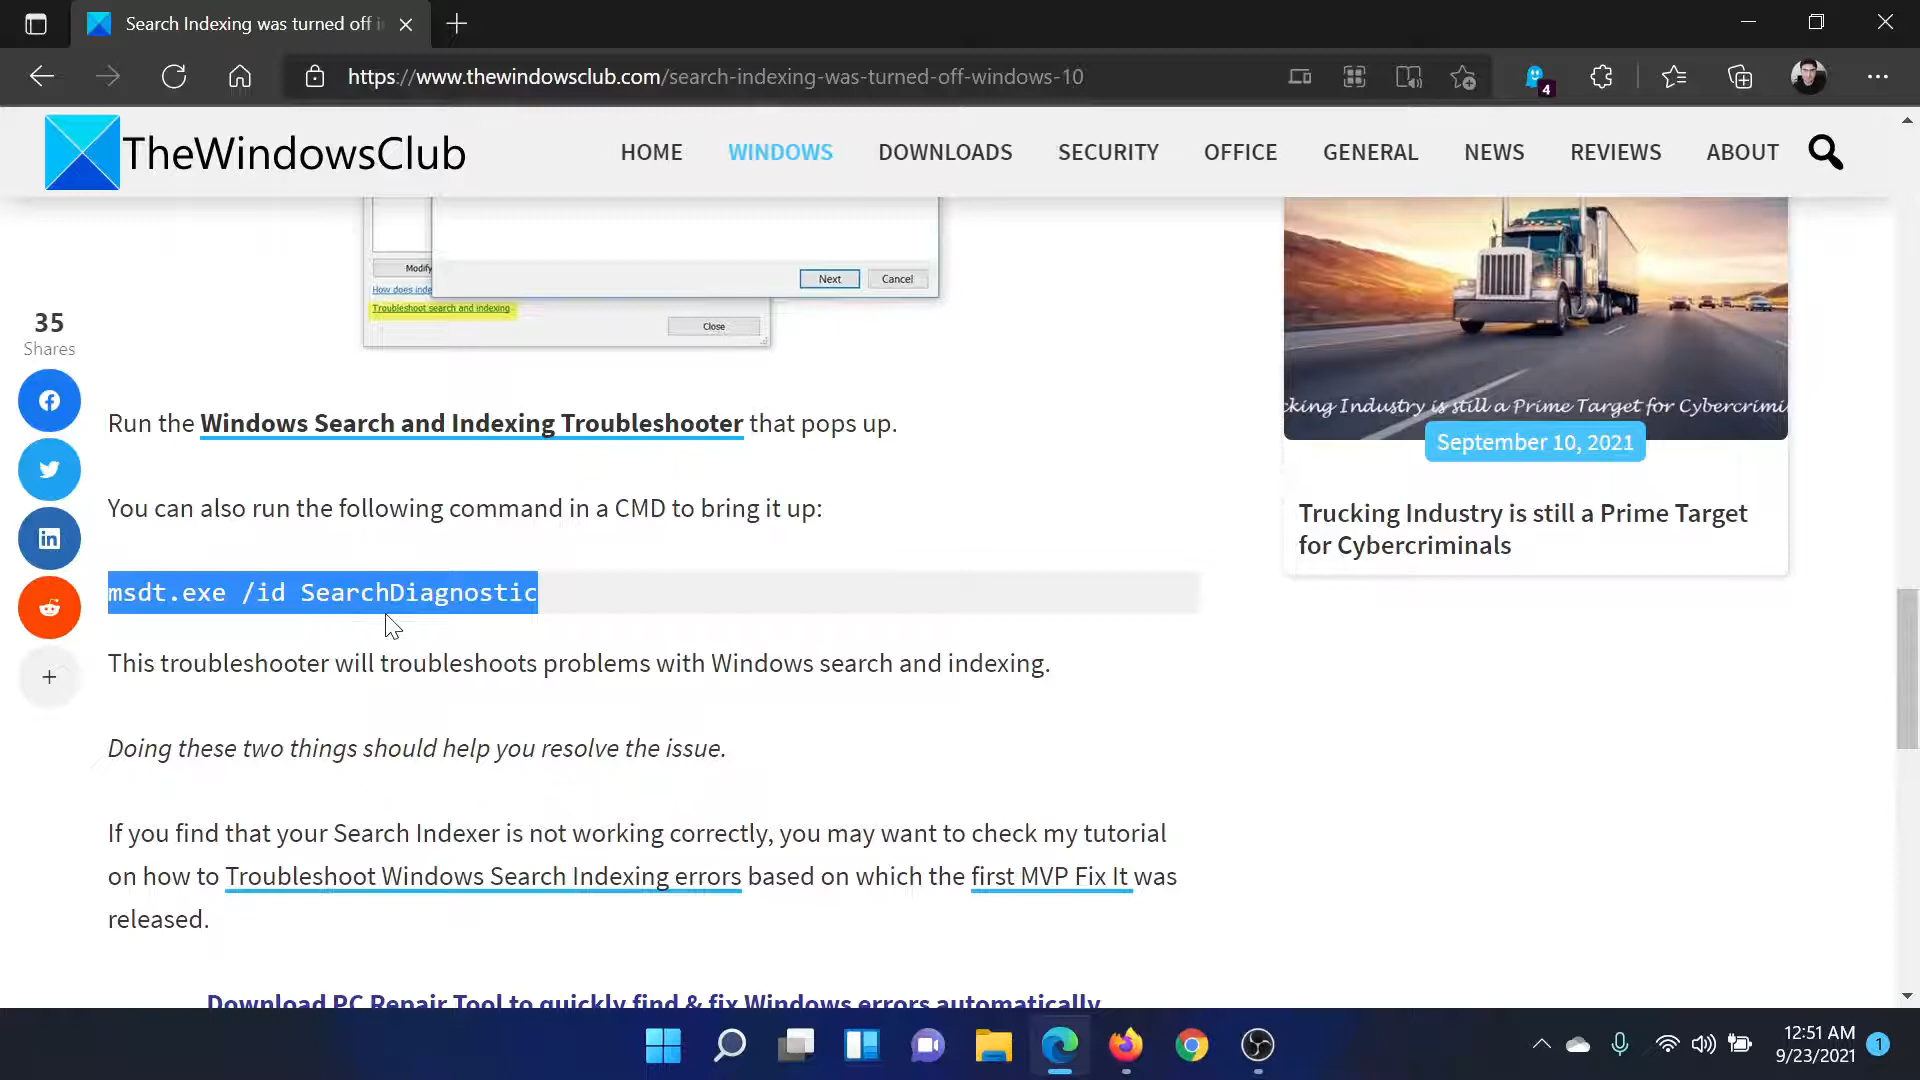 Search Indexing was turned off i
https://www.thewindowsclub.com/search-indexing-was-turned-off-windows-10
4
TheWindowsClub
HOME
WINDOWS
DOWNLOADS
SECURITY
OFFICE
GENERAL
NEWS
REVIEWS
ABOUT
Modify
Next
Cancel
How does inde
Troubleshoot search and indexing
Close
35
Shares
Run the Windows Search and Indexing Troubleshooter that pops up.
You can also run the following command in a CMD to bring it up:
msdt.exe /id SearchDiagnostic
This troubleshooter will troubleshoots problems with Windows search and indexing.
Doing these two things should help you resolve the issue.
If you find that your Search Indexer is not working correctly, you may want to check my tutorial
on how to Troubleshoot Windows Search Indexing errors based on which the first MVP Fix It was
released.
Download PC Repair Tool to quickly find & fix Windows errors automatically
cking Industry is still a Prime Target for Cybercrimi
September 10, 2021
Trucking Industry is still a Prime Target
for Cybercriminals
12:51 AM
9/23/2021
1